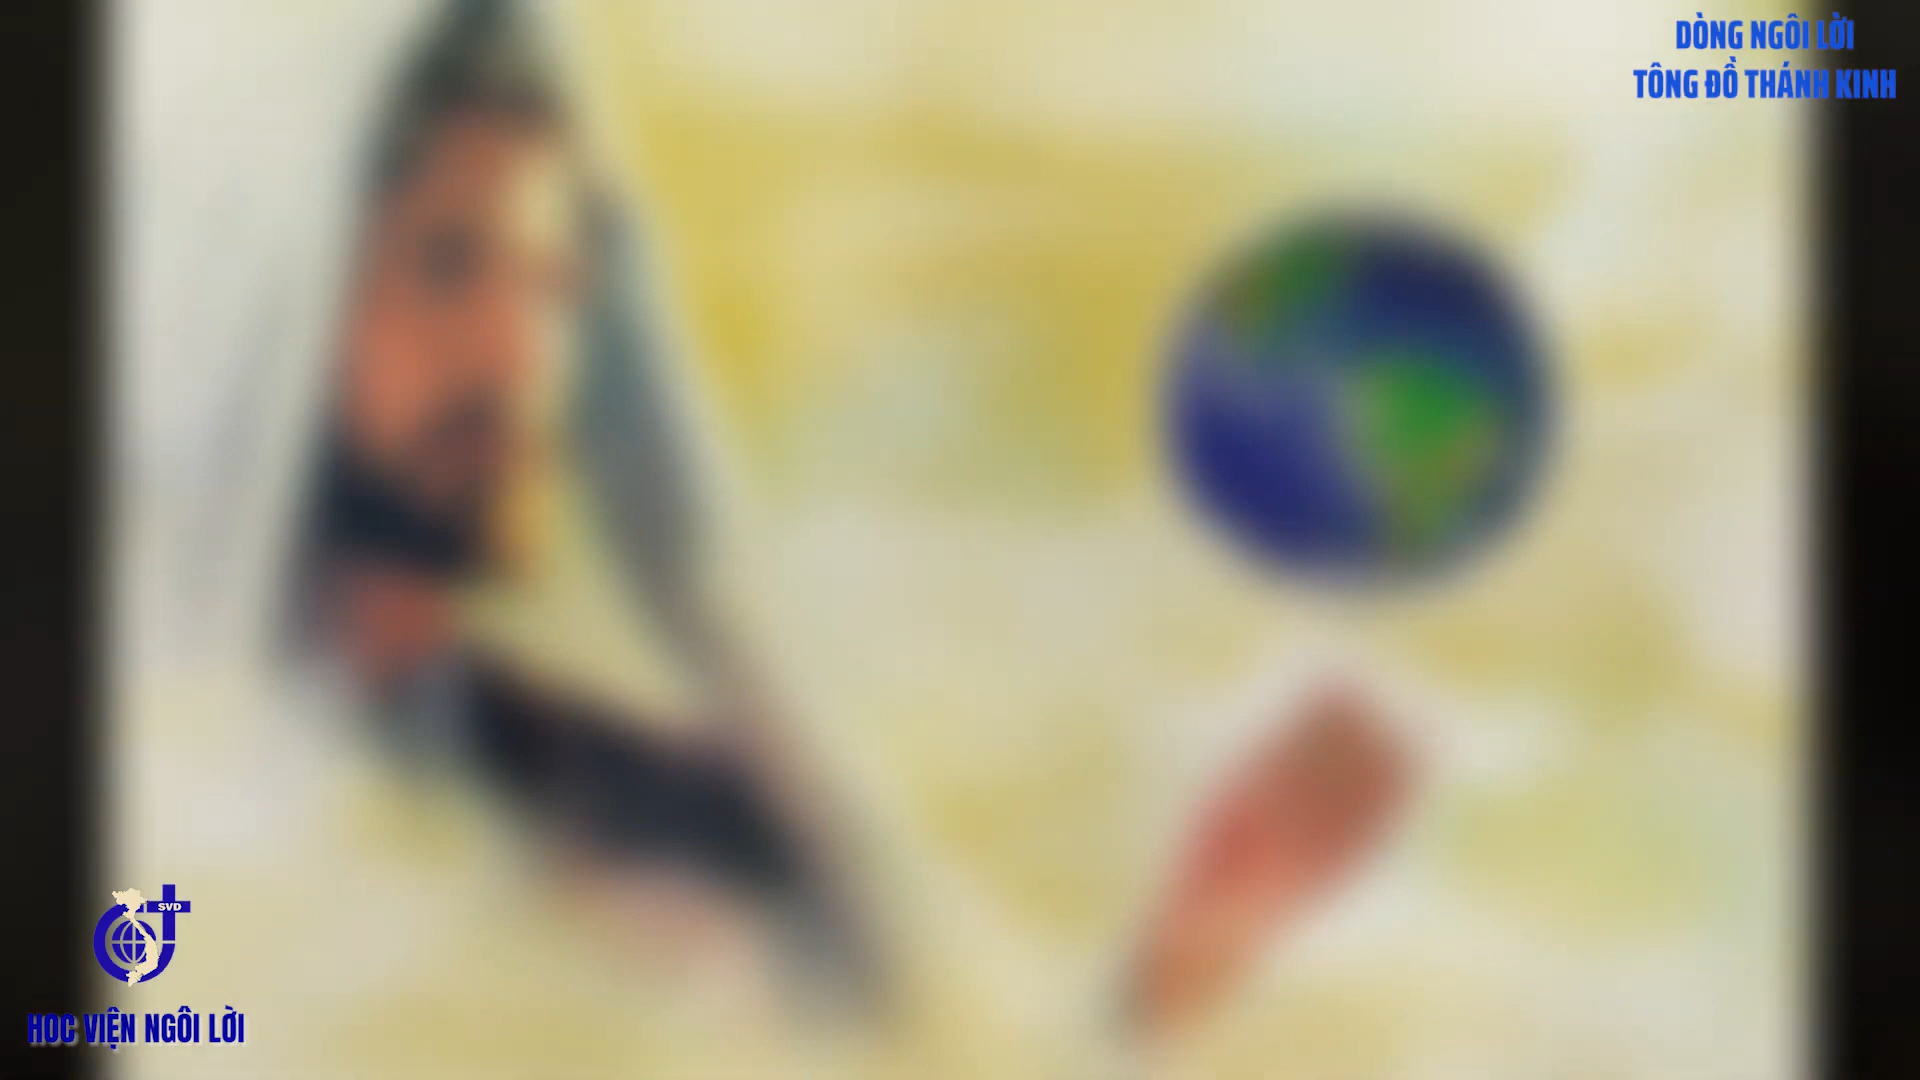 DÒNG NGÔI LỜI
TÔNG ĐỒ THÁNH KINH
SVD
HỌC VIỆN NGÔI LỜI